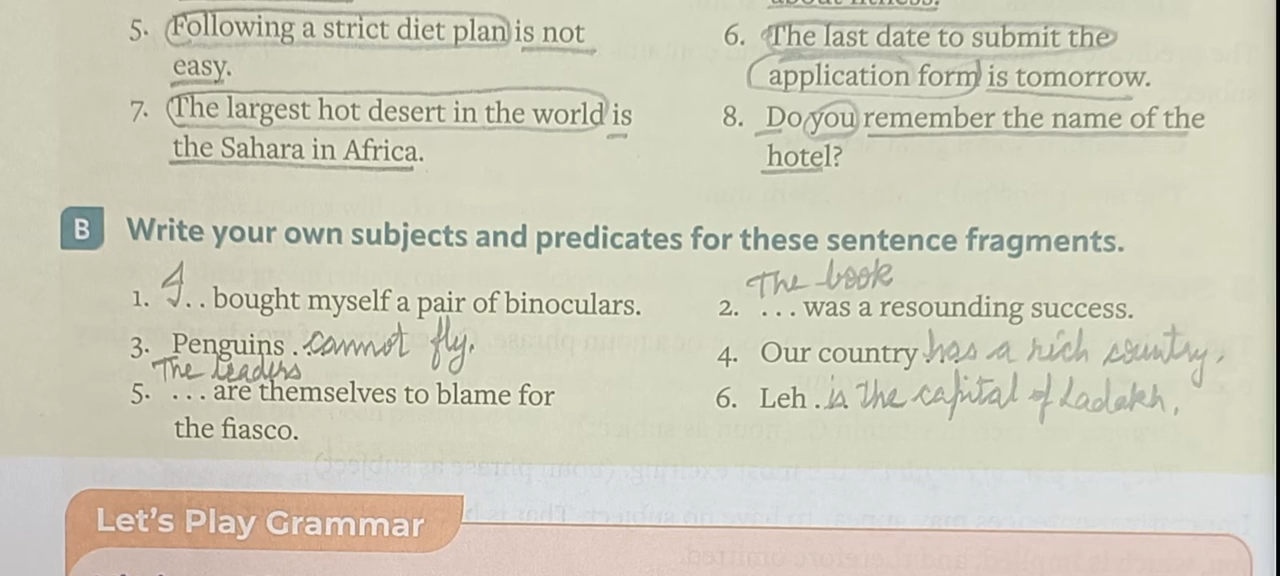 about fitness.
5. Following a strict diet plan is not
easy.
6. The last date to submit the
application form is tomorrow.
7. The largest hot desert in the world is
the Sahara in Africa.
8. Do you remember the name of the
hotel?
B Write your own subjects and predicates for these sentence fragments.
1. I... bought myself a pair of binoculars.
The book
2. ... was a resounding success.
3. Penguins . cannot fly.
4. Our country has a rich country.
The leaders
5. ... are themselves to blame for
the fiasco.
6. Leh . is the capital of Ladakh.
Let's Play Grammar